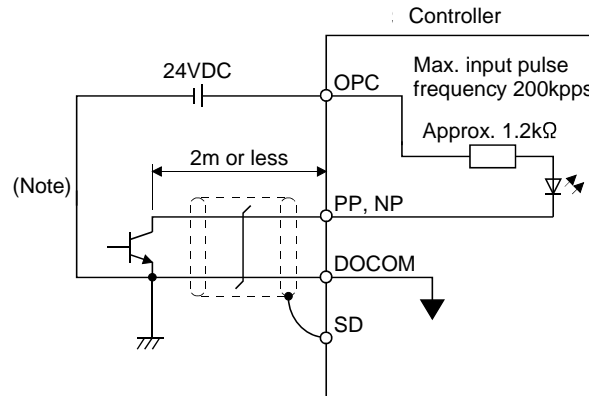 : Controller
24VDC
OPC
Max. input pulse
frequency 200kpps
Approx. 1.2kΩ
2m or less
(Note)
PP, NP
DOCOM
SD